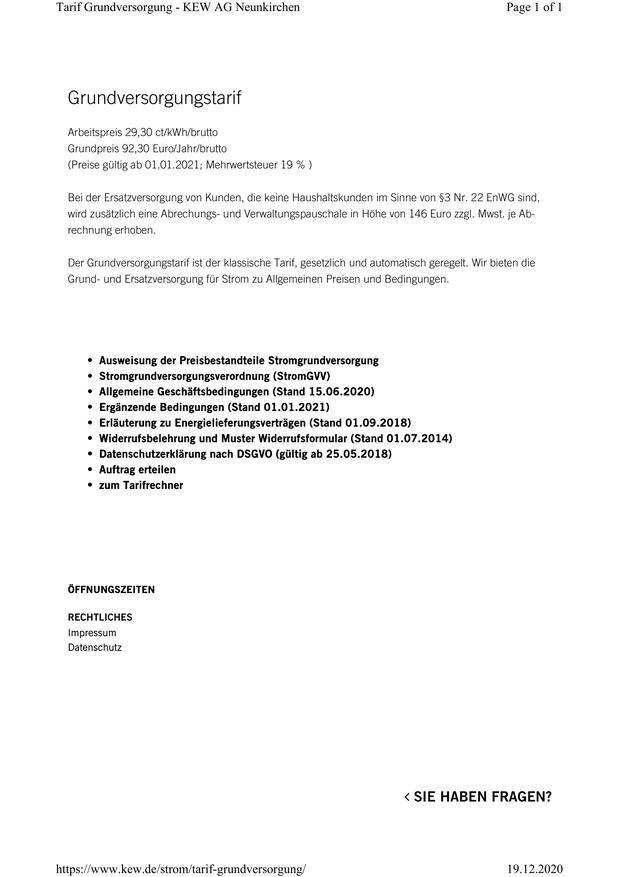 Tarif Grundversorgung - KEW AG Neunkirchen Page 1 of 1
Grundversorgungstarif
Arbeitspreis 29,30 ct/kWh/brutto
Grundpreis 92,30 Euro/Jahr/brutto
(Preise gültig ab 01.01.2021; Mehrwertsteuer 19 % )
Bei der Ersatzversorgung von Kunden, die keine Haushaltskunden im Sinne von §3 Nr. 22 EnWG sind,
wird zusätzlich eine Abrechungs- und Verwaltungspauschale in Höhe von 146 Euro zzgl. Mwst. je Ab-
rechnung erhoben.
Der Grundversorgungstarif ist der klassische Tarif, gesetzlich und automatisch geregelt. Wir bieten die
Grund- und Ersatzversorgung für Strom zu Allgemeinen Preisen und Bedingungen.
• Ausweisung der Preisbestandteile Stromgrundversorgung
• Stromgrundversorgungsverordnung (StromGVV)
• Allgemeine Geschäftsbedingungen (Stand 15.06.2020)
• Ergänzende Bedingungen (Stand 01.01.2021)
• Erläuterung zu Energielieferungsverträgen (Stand 01.09.2018)
• Widerrufsbelehrung und Muster Widerrufsformular (Stand 01.07.2014)
• Datenschutzerklärung nach DSGVO (gültig ab 25.05.2018)
• Auftrag erteilen
• zum Tarifrechner
ÖFFNUNGSZEITEN
RECHTLICHES
Impressum
Datenschutz
< SIE HABEN FRAGEN?
https://www.kew.de/strom/tarif-grundversorgung/ 19.12.2020